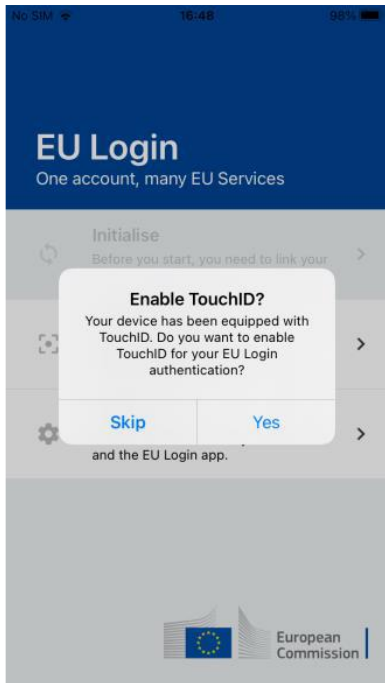 No SIM 16:48 98%
EU Login
One account, many EU Services
Initialise
Before you start, you need to link your
Enable TouchID?
Your device has been equipped with
TouchID. Do you want to enable
TouchID for your EU Login
authentication?
Skip Yes
and the EU Login app.
European
Commission